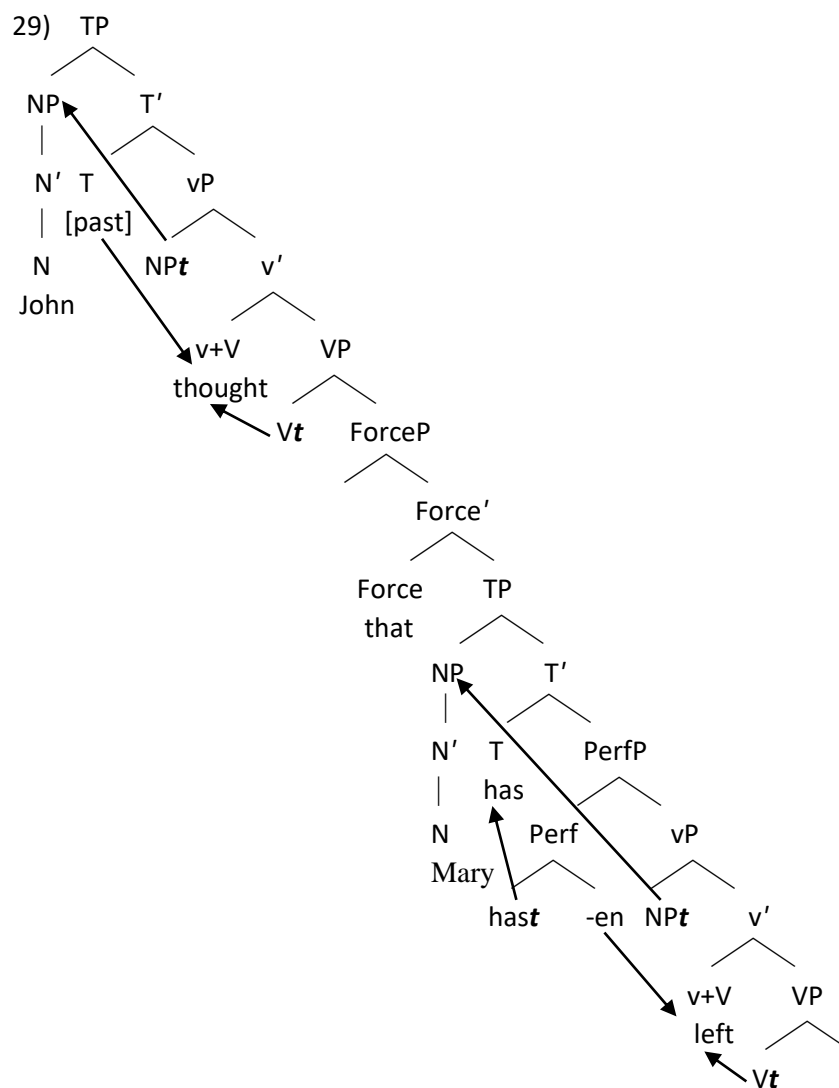 29) TP
NP T′
N′ T vP
[past]
N NPt v′
John
v+V VP
thought
Vt ForceP
Force′
Force TP
that
NP T′
N′ T PerfP
has
N Perf vP
Mary
hast -en NPt v′
v+V VP
left
Vt